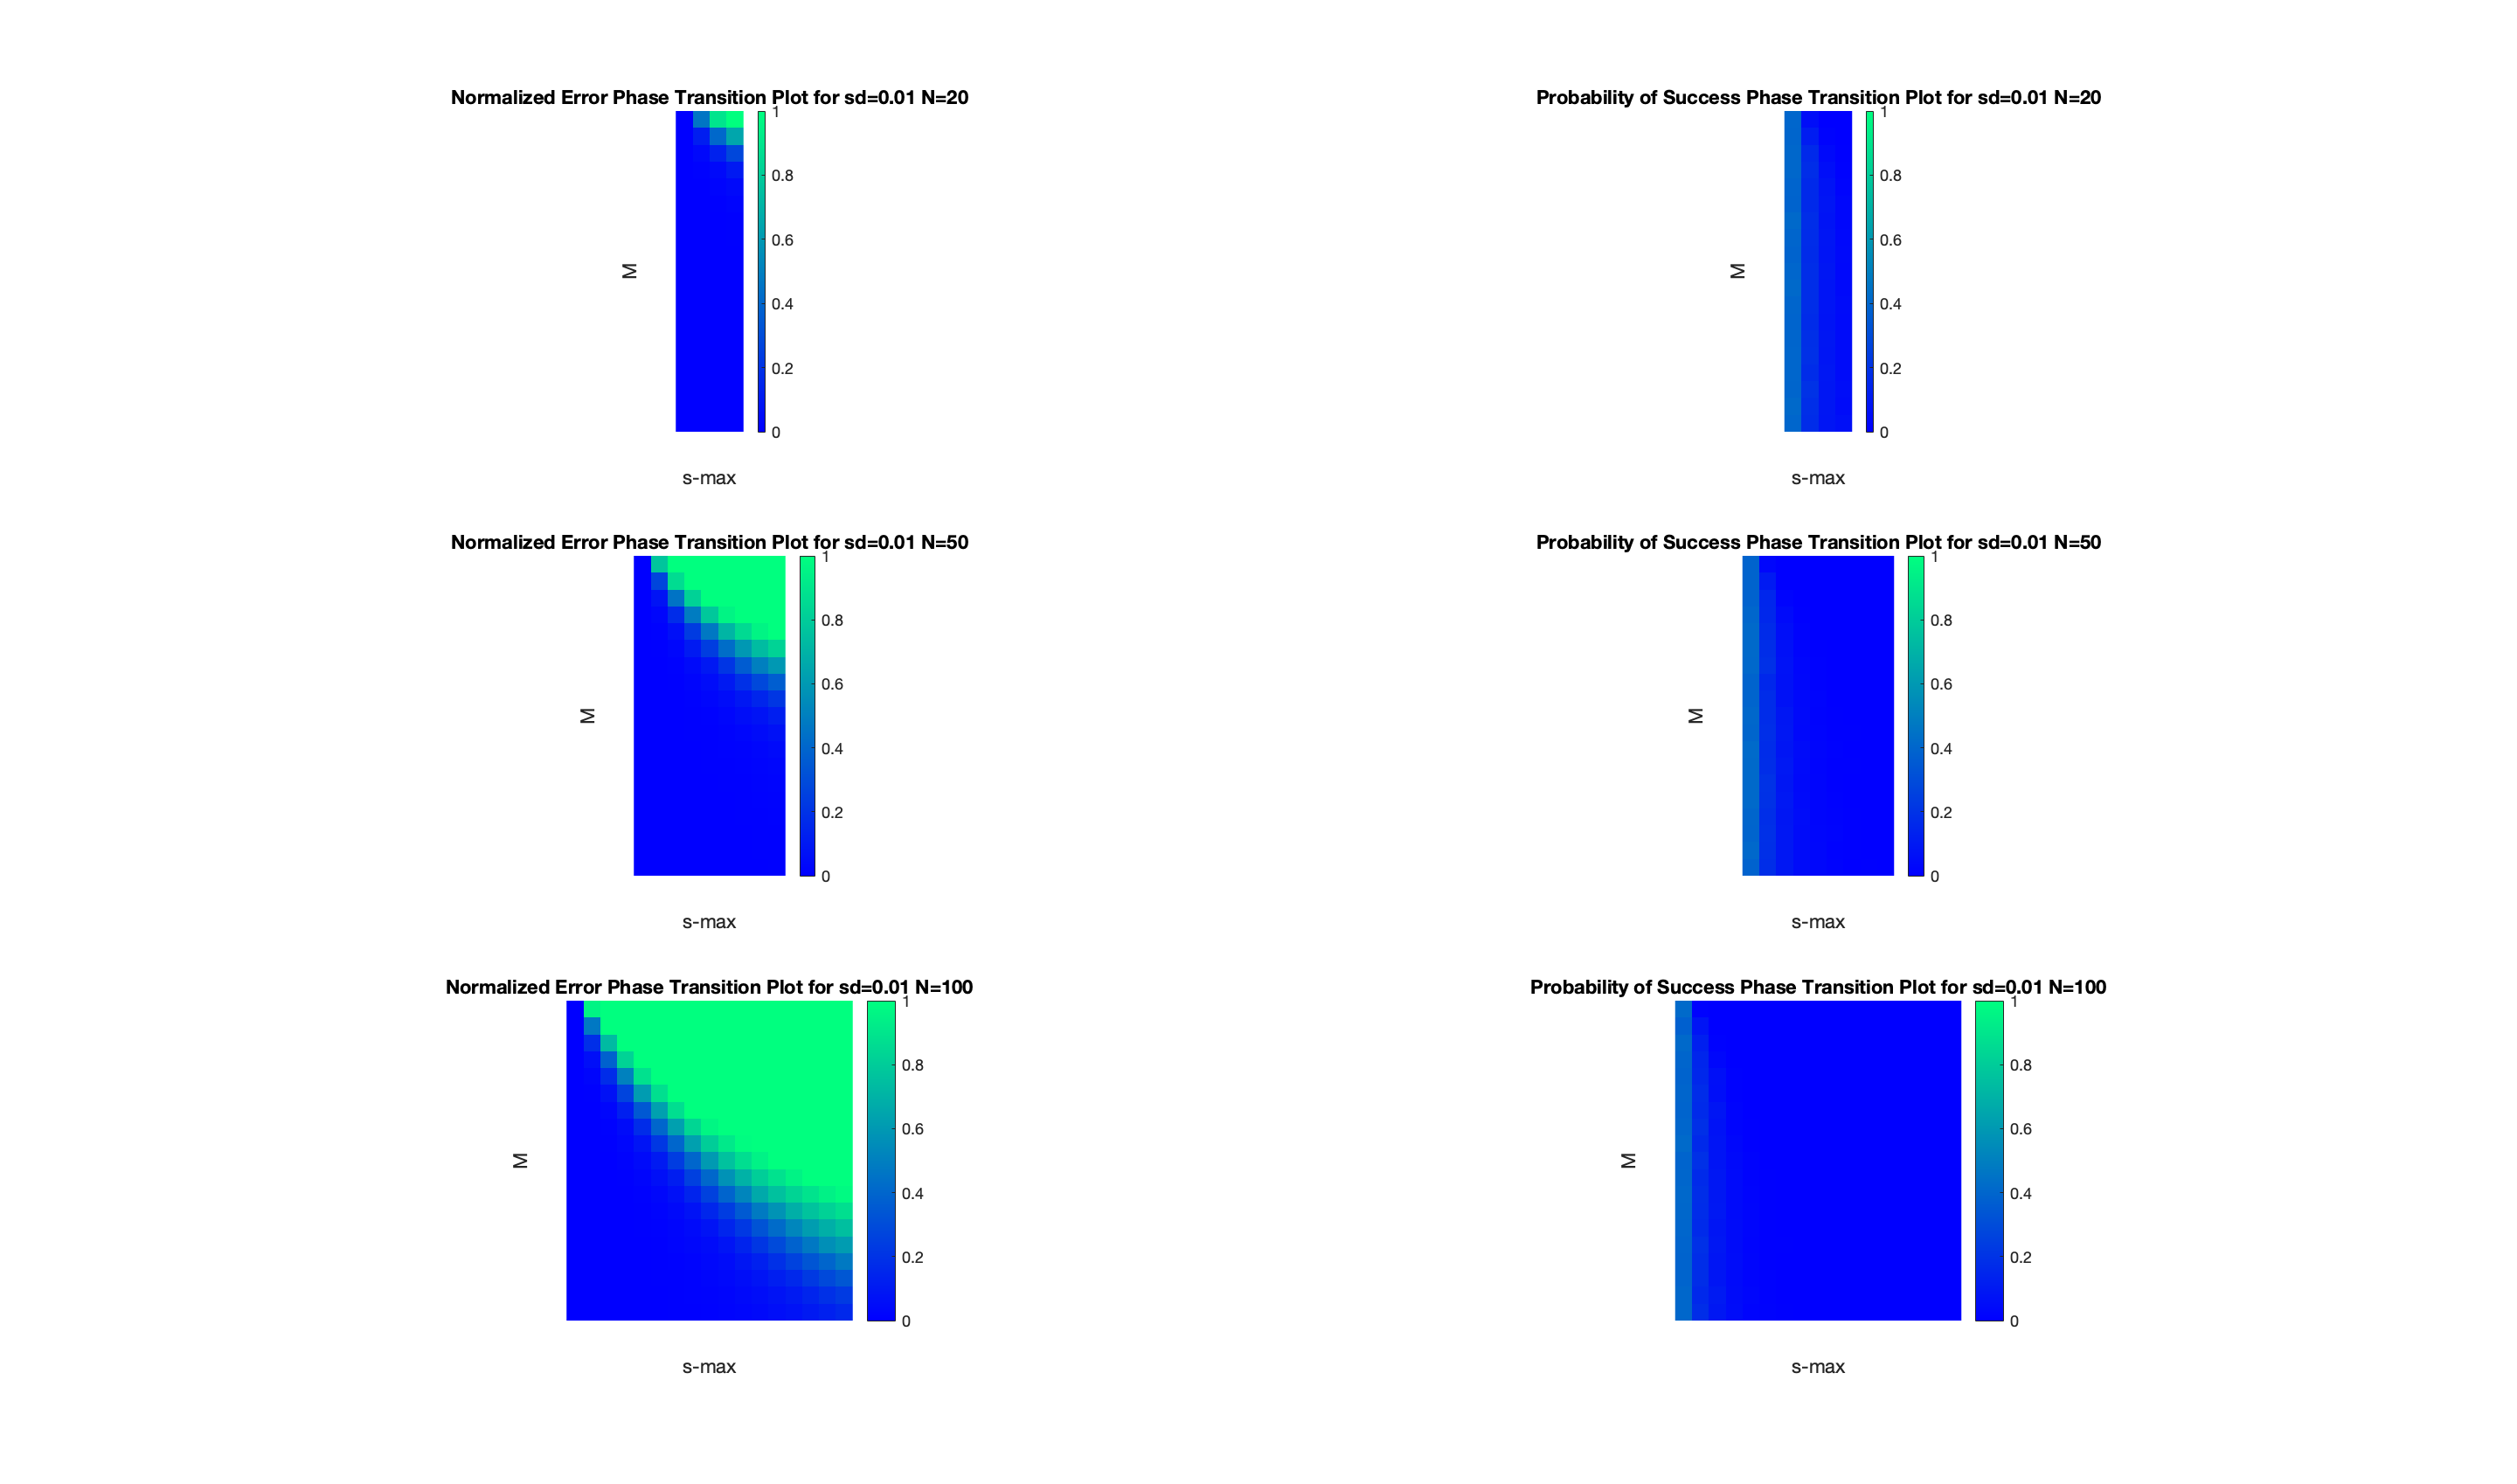 Normalized Error Phase Transition Plot for sd=0.01 N=20
1
0.8
0.6
0.4
0.2
0
M
s-max
Probability of Success Phase Transition Plot for sd=0.01 N=20
1
0.8
0.6
0.4
0.2
0
M
s-max
Normalized Error Phase Transition Plot for sd=0.01 N=50
1
0.8
0.6
0.4
0.2
0
M
s-max
Probability of Success Phase Transition Plot for sd=0.01 N=50
1
0.8
0.6
0.4
0.2
0
M
s-max
Normalized Error Phase Transition Plot for sd=0.01 N=100
1
0.8
0.6
0.4
0.2
0
M
s-max
Probability of Success Phase Transition Plot for sd=0.01 N=100
1
0.8
0.6
0.4
0.2
0
M
s-max